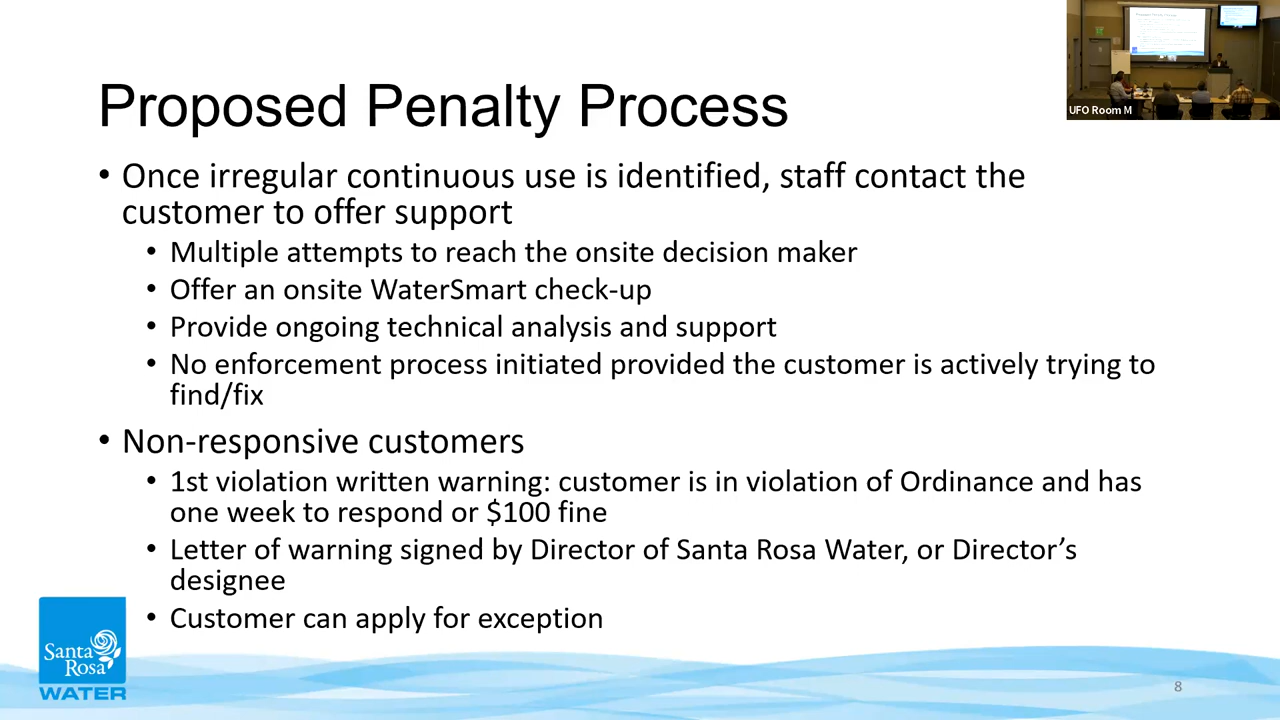 UFO Room M
Proposed Penalty Process
• Once irregular continuous use is identified, staff contact the
customer to offer support
• Multiple attempts to reach the onsite decision maker
• Offer an onsite WaterSmart check-up
• Provide ongoing technical analysis and support
• No enforcement process initiated provided the customer is actively trying to
find/fix
• Non-responsive customers
• 1st violation written warning: customer is in violation of Ordinance and has
one week to respond or $100 fine
• Letter of warning signed by Director of Santa Rosa Water, or Director’s
designee
• Customer can apply for exception
Santa
Rosa
WATER
8